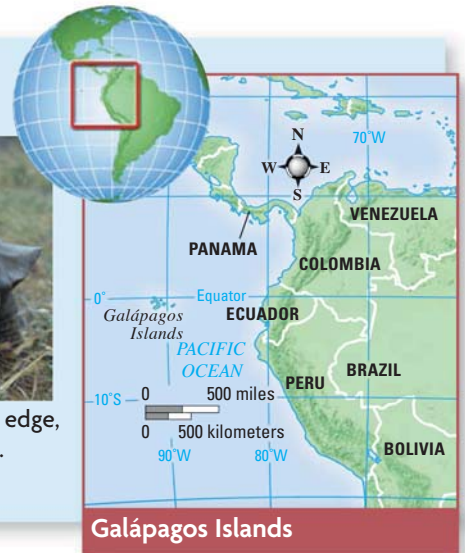 N
70°W
W E
S
VENEZUELA
PANAMA
COLOMBIA
0° Equator
Galápagos
Islands
ECUADOR
PACIFIC
OCEAN
PERU
BRAZIL
0 500 miles
10°S
0 500 kilometers
90°W 80°W
BOLIVIA
edge,
.
Galápagos Islands